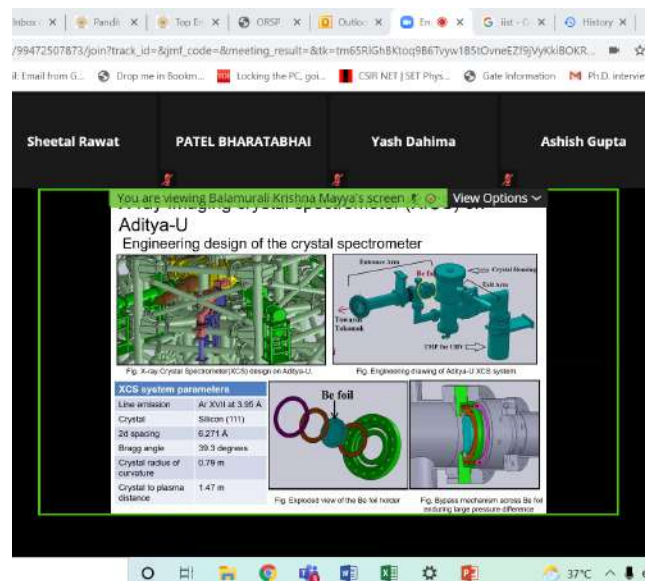 Inbox
Pandit
Top En
ORSP
Outloo
En
iist - G
History
/99472507873/join?track_id=&jmf_code=&meeting_result=&tk=
il: Email from G...
Drop me in Bookm...
Locking the PC, goi...
CSIR NET | SET Phys...
Gate Information
Ph.D. interview
Sheetal Rawat
PATEL BHARATABHAI
Yash Dahima
Ashish Gupta
You are viewing Balamurali Krishna Mayya's screen
View Options
Aditya-U
Engineering design of the crystal spectrometer
Entrance Arm
Be foil
Crystal Housing
Exit Arm
Towards
Tokamak
TMP for UHV
Fig. X-ray Crystal Spectrometer(XCS) design on Aditya-U.
Fig. Engineering drawing of Aditya-U XCS system
XCS system parameters
Line emission Ar XVII at 3.95 Å
Crystal Silicon (111)
2d spacing 6.271 Å
Bragg angle 39.3 degrees
Crystal radius of curvature 0.79 m
Crystal to plasma distance 1.47 m
Be foil
Fig. Exploded view of the Be foil holder
Fig. Bypass mechanism across Be foil
enduring large pressure difference
37°C